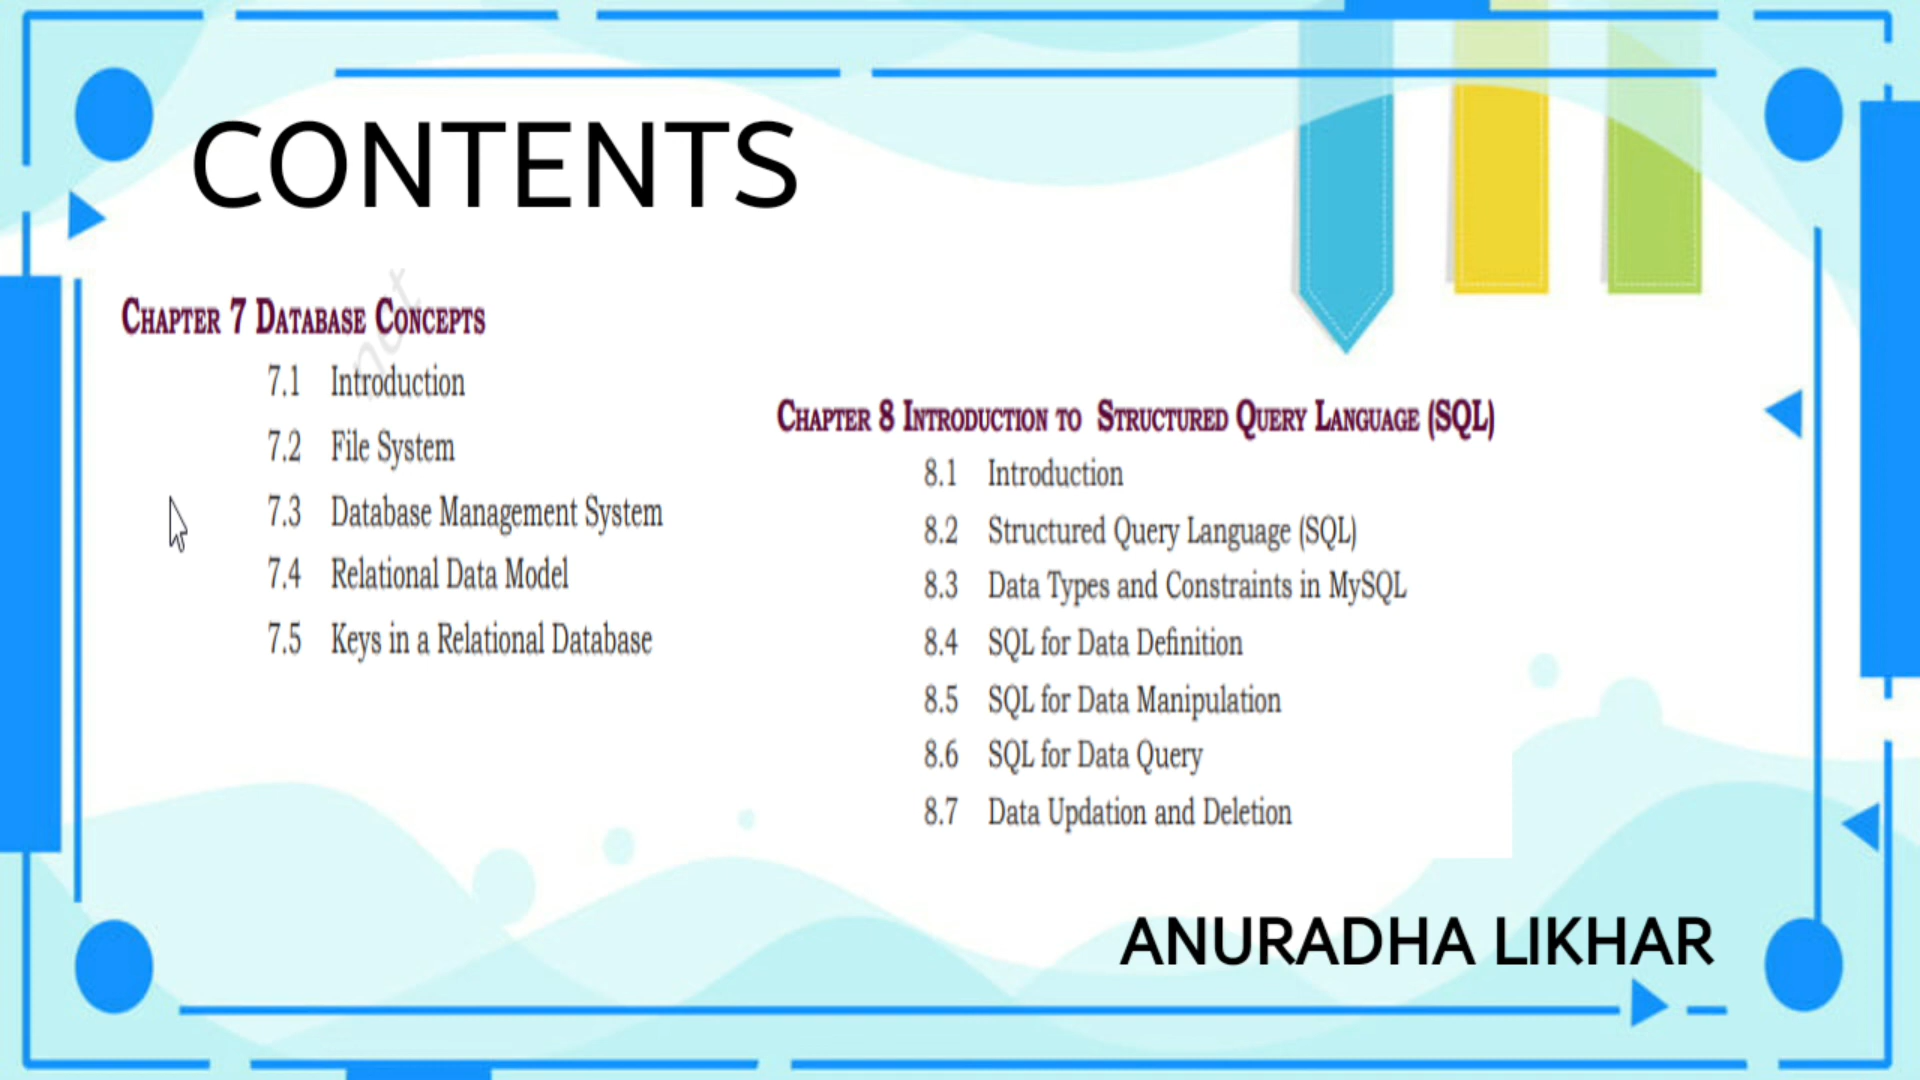 CONTENTS
CHAPTER 7 DATABASE CONCEPTS
7.1 Introduction
7.2 File System
7.3 Database Management System
7.4 Relational Data Model
7.5 Keys in a Relational Database
CHAPTER 8 INTRODUCTION TO STRUCTURED QUERY LANGUAGE (SQL)
8.1 Introduction
8.2 Structured Query Language (SQL)
8.3 Data Types and Constraints in MySQL
8.4 SQL for Data Definition
8.5 SQL for Data Manipulation
8.6 SQL for Data Query
8.7 Data Updation and Deletion
ANURADHA LIKHAR
not